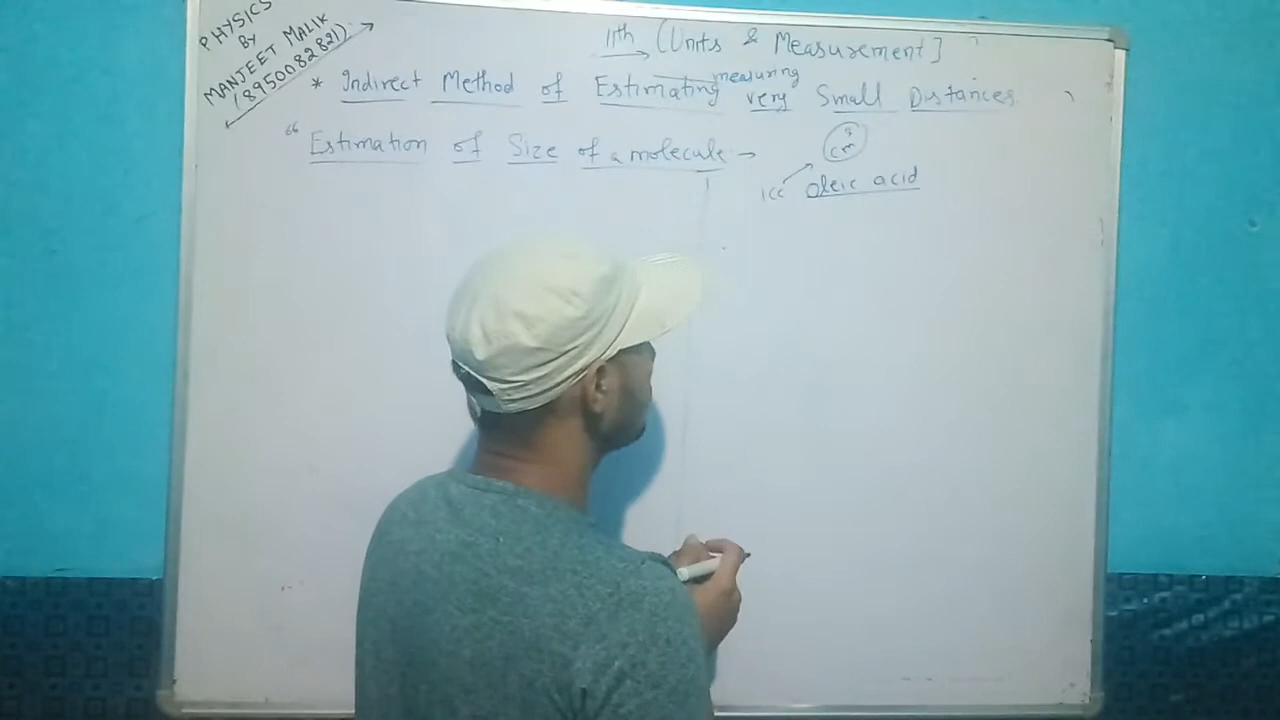 PHYSICS
BY
MANJEET MALIK
(8950082821)
11th (Units & Measurement]
* Indirect Method of Estimating measuring very Small Distances
“ Estimation of Size of a molecule →
cm³
1cc Oleic acid